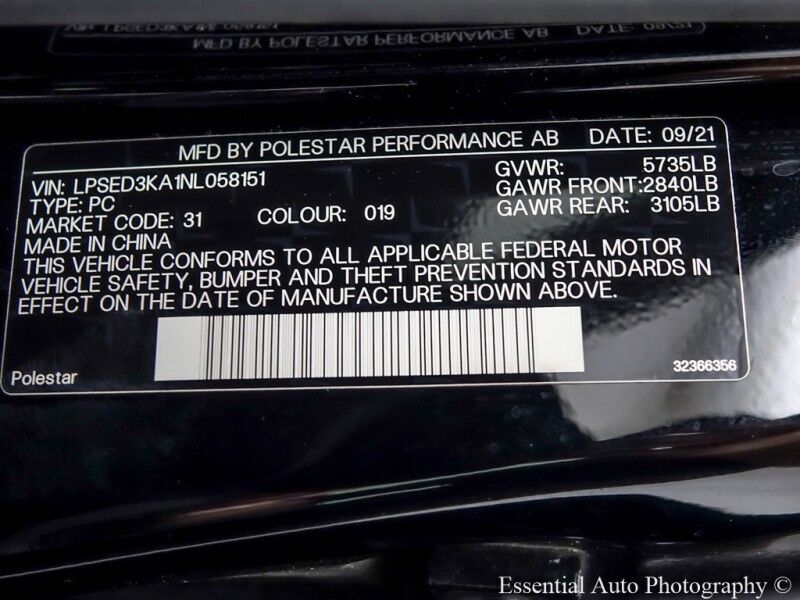 MFD BY POLESTAR PERFORMANCE AB DATE: 09/21
VIN: LPSED3KA1NL058151 GVWR: 5735LB
TYPE: PC GAWR FRONT:2840LB
MARKET CODE: 31 COLOUR: 019 GAWR REAR: 3105LB
MADE IN CHINA
THIS VEHICLE CONFORMS TO ALL APPLICABLE FEDERAL MOTOR
VEHICLE SAFETY, BUMPER AND THEFT PREVENTION STANDARDS IN
EFFECT ON THE DATE OF MANUFACTURE SHOWN ABOVE.
Polestar 32366356
Essential Auto Photography ©